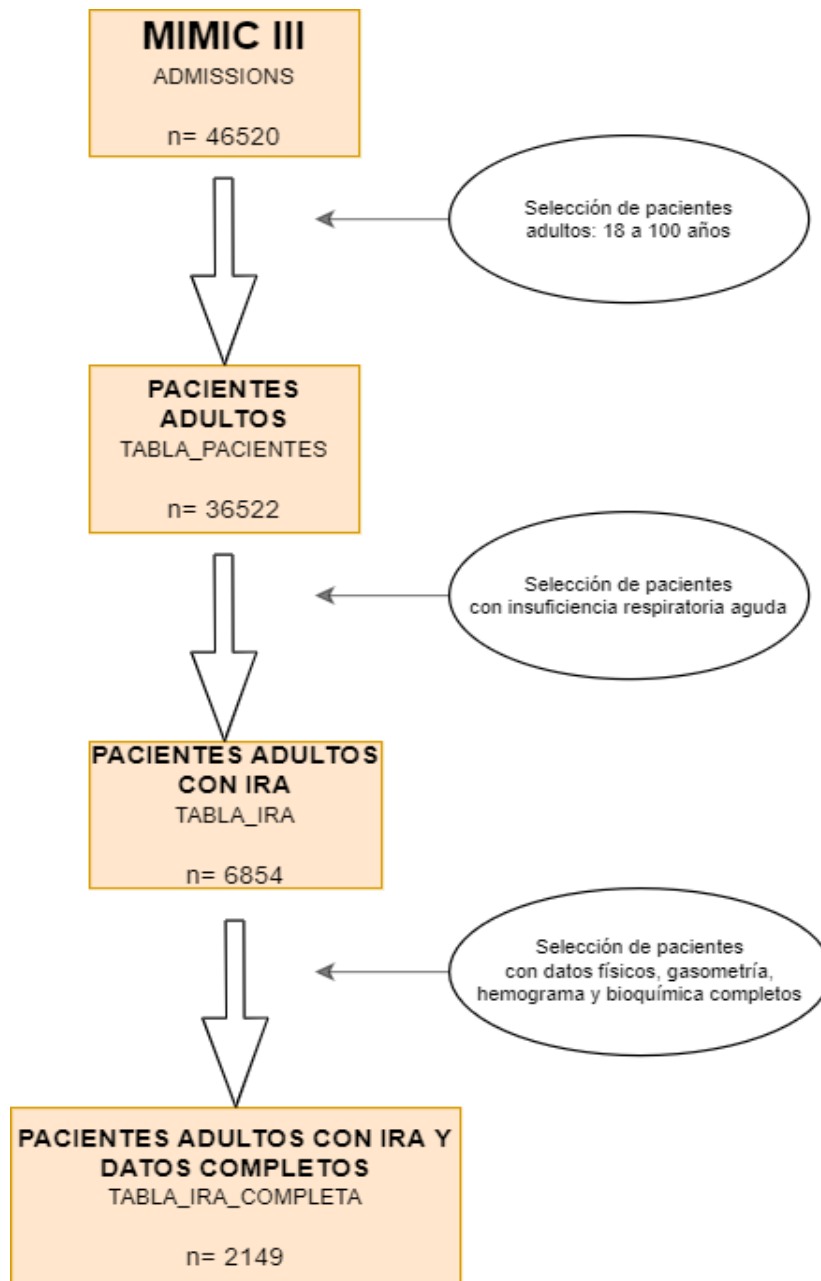 MIMIC III
ADMISSIONS
n= 46520
Selección de pacientes
adultos: 18 a 100 años
PACIENTES
ADULTOS
TABLA_PACIENTES
n= 36522
Selección de pacientes
con insuficiencia respiratoria aguda
PACIENTES ADULTOS
CON IRA
TABLA_IRA
n= 6854
Selección de pacientes
con datos físicos, gasometría,
hemograma y bioquímica completos
PACIENTES ADULTOS CON IRA Y
DATOS COMPLETOS
TABLA_IRA_COMPLETA
n= 2149